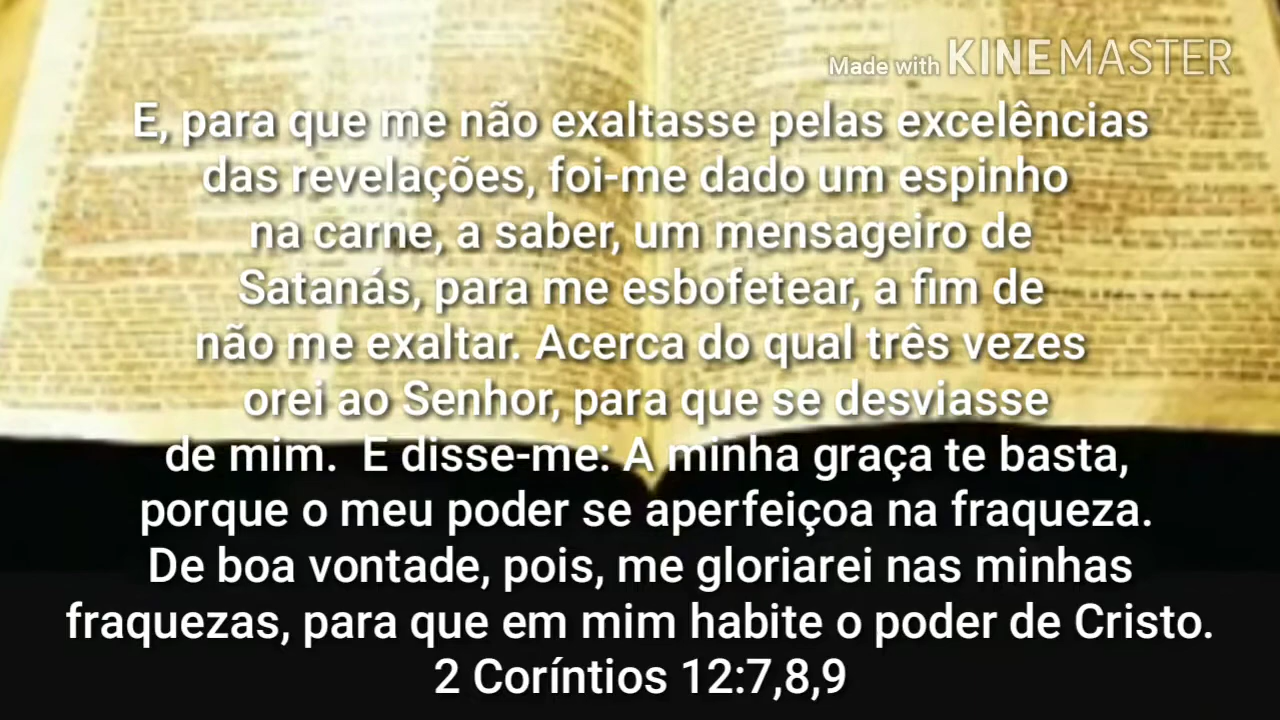 Made with KINEMASTER
E, para que me não exaltasse pelas excelências
das revelações, foi-me dado um espinho
na carne, a saber, um mensageiro de
Satanás, para me esbofetear, a fim de
não me exaltar. Acerca do qual três vezes
orei ao Senhor, para que se desviasse
de mim.  E disse-me: A minha graça te basta,
porque o meu poder se aperfeiçoa na fraqueza.
De boa vontade, pois, me gloriarei nas minhas
fraquezas, para que em mim habite o poder de Cristo.
2 Coríntios 12:7,8,9